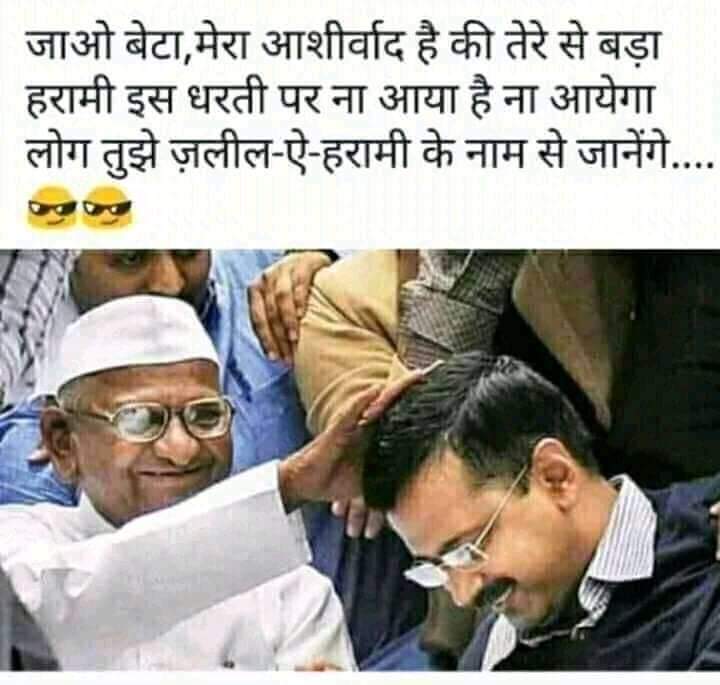 जाओ बेटा,मेरा आशीर्वाद है की तेरे से बड़ा
हरामी इस धरती पर ना आया है ना आयेगा
लोग तुझे ज़लील-ऐ-हरामी के नाम से जानेंगे....
😎😎